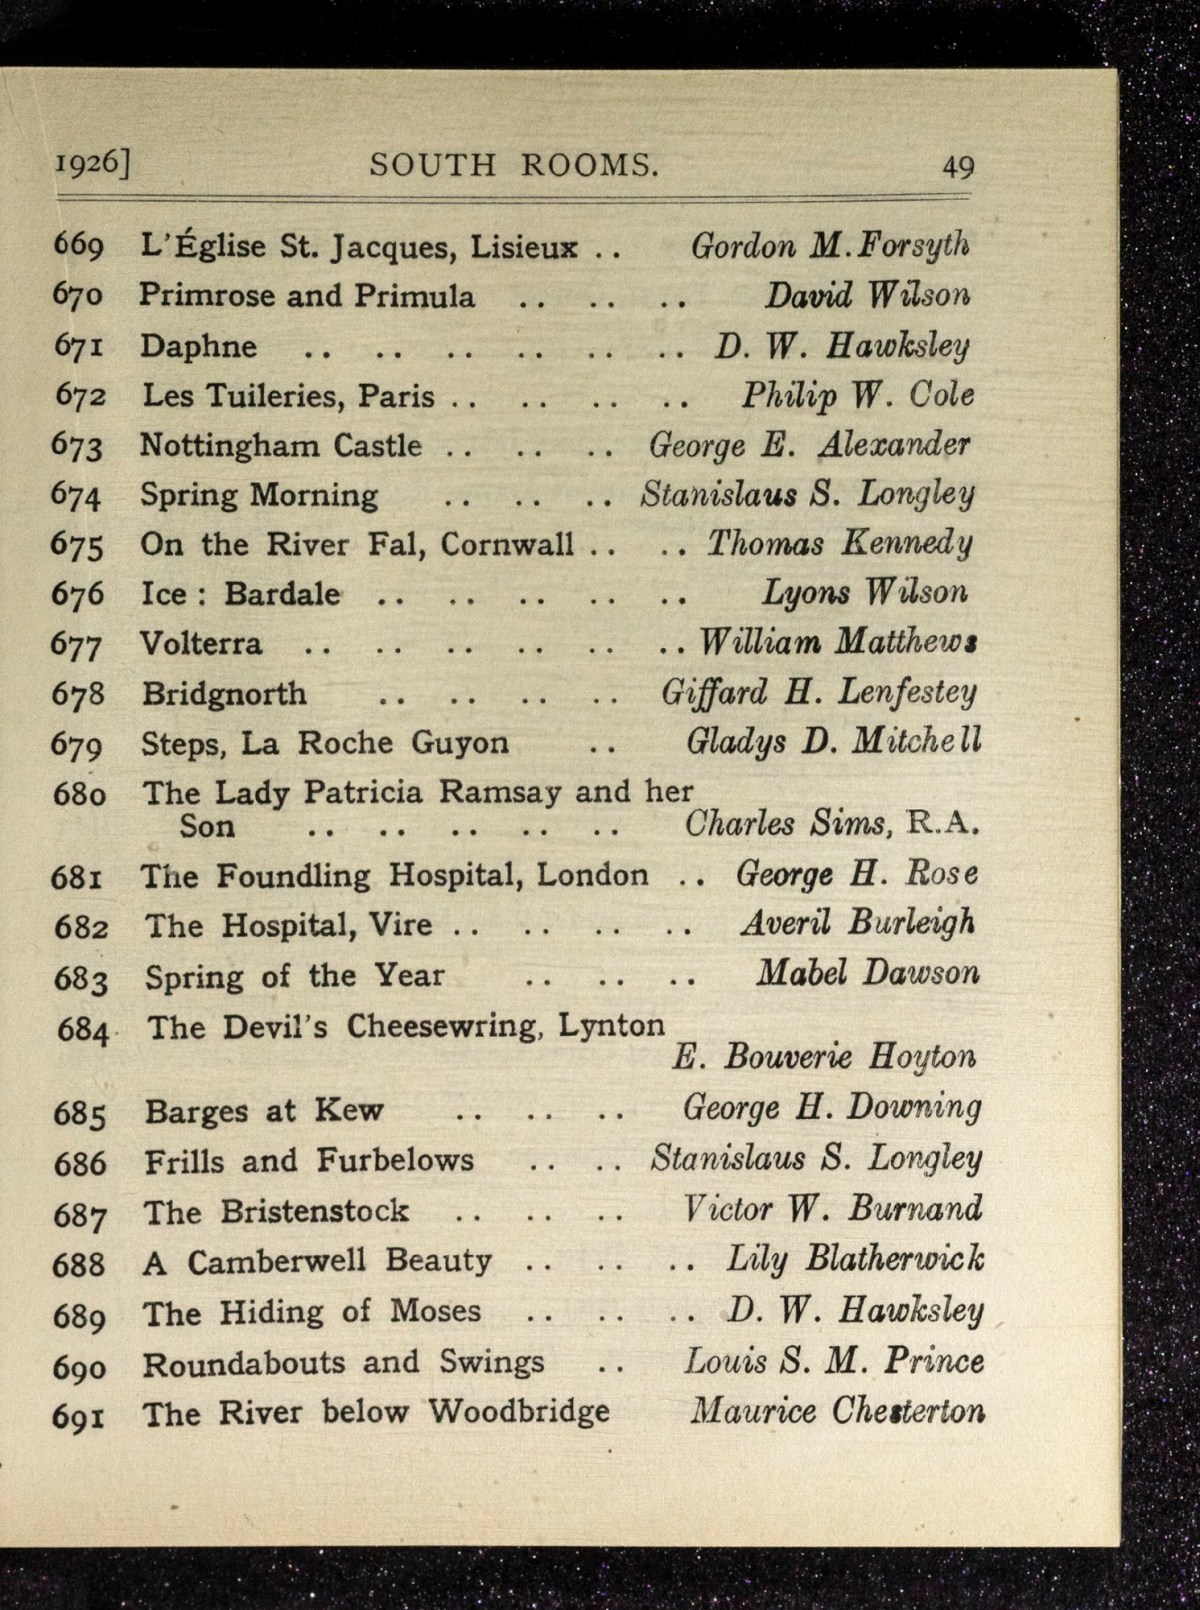 1926] SOUTH ROOMS. 49
669 L'Église St. Jacques, Lisieux .. Gordon M. Forsyth
670 Primrose and Primula .. .. .. David Wilson
671 Daphne .. .. .. .. .. .. D. W. Hawksley
672 Les Tuileries, Paris .. .. .. .. Philip W. Cole
673 Nottingham Castle .. .. .. George E. Alexander
674 Spring Morning .. .. .. Stanislaus S. Longley
675 On the River Fal, Cornwall .. .. Thomas Kennedy
676 Ice : Bardale .. .. .. .. .. Lyons Wilson
677 Volterra .. .. .. .. .. .. William Matthews
678 Bridgnorth .. .. .. .. Giffard H. Lenfestey
679 Steps, La Roche Guyon .. Gladys D. Mitchell
680 The Lady Patricia Ramsay and her
Son .. .. .. .. .. Charles Sims, R.A.
681 The Foundling Hospital, London .. George H. Rose
682 The Hospital, Vire .. .. .. .. Averil Burleigh
683 Spring of the Year .. .. .. Mabel Dawson
684 The Devil's Cheesewring, Lynton
E. Bouverie Hoyton
685 Barges at Kew .. .. .. George H. Downing
686 Frills and Furbelows .. .. Stanislaus S. Longley
687 The Bristenstock .. .. .. Victor W. Burnand
688 A Camberwell Beauty .. .. .. Lily Blatherwick
689 The Hiding of Moses .. .. .. D. W. Hawksley
690 Roundabouts and Swings .. Louis S. M. Prince
691 The River below Woodbridge Maurice Chesterton